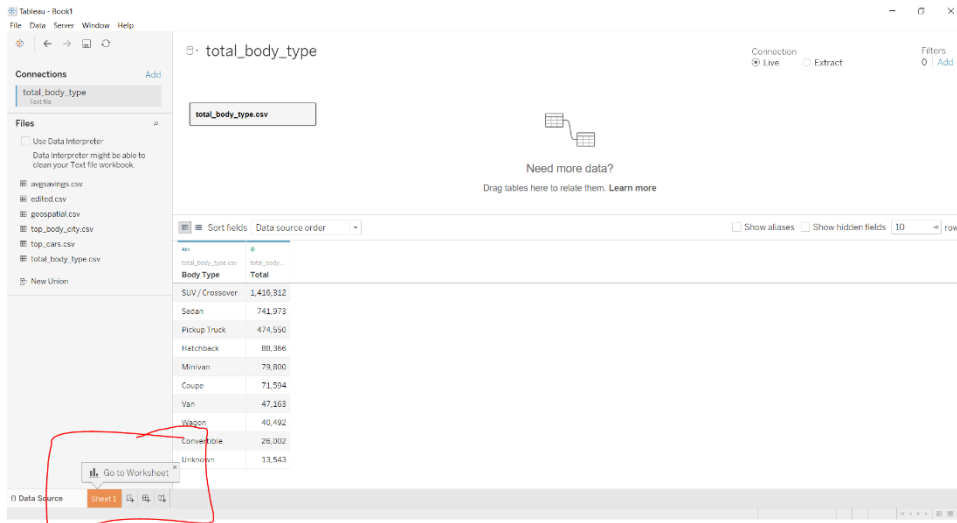 Tableau - Book1
File Data Server Window Help
Connections Add
total_body_type
Text file
Files
Use Data Interpreter
Data Interpreter might be able to
clean your Text file workbook.
avgsavings.csv
edited.csv
geospatial.csv
top_body_city.csv
top_cars.csv
total_body_type.csv
New Union
total_body_type
Connection
Live Extract
Filters
0 Add
total_body_type.csv
Need more data?
Drag tables here to relate them. Learn more
Sort fields Data source order
Show aliases Show hidden fields 10 row
Abc
total_body_type.csv total_body...
Body Type Total
SUV / Crossover 1,416,312
Sedan 741,973
Pickup Truck 474,550
Hatchback 88,366
Minivan 79,800
Coupe 71,594
Van 47,163
Wagon 40,492
Convertible 26,002
Unknown 13,543
Go to Worksheet
Data Source Sheet 1